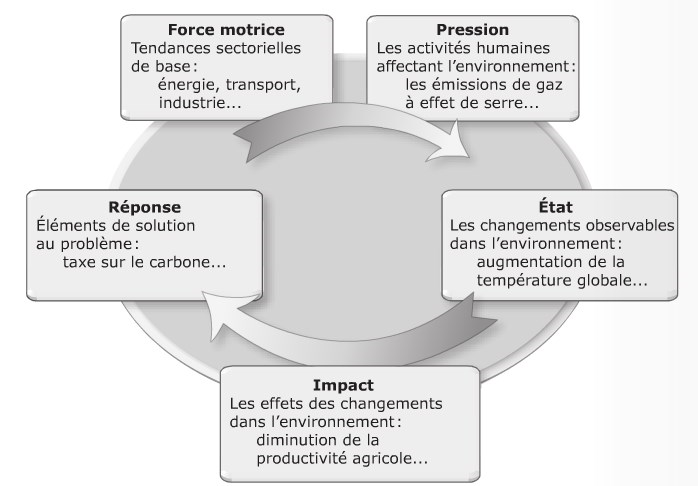 Force motrice
Tendances sectorielles
de base :
énergie, transport,
industrie...
Pression
Les activités humaines
affectant l’environnement :
les émissions de gaz
à effet de serre...
Réponse
Éléments de solution
au problème :
taxe sur le carbone...
État
Les changements observables
dans l’environnement :
augmentation de la
température globale...
Impact
Les effets des changements
dans l’environnement :
diminution de la
productivité agricole...